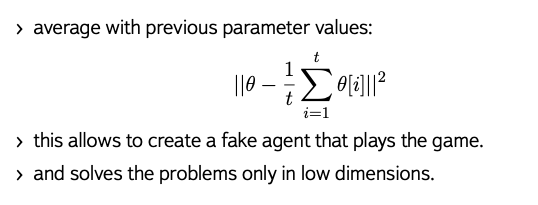 › average with previous parameter values:
||θ − 1/t ∑_{i=1}^{t} θ[i]||²
› this allows to create a fake agent that plays the game.
› and solves the problems only in low dimensions.